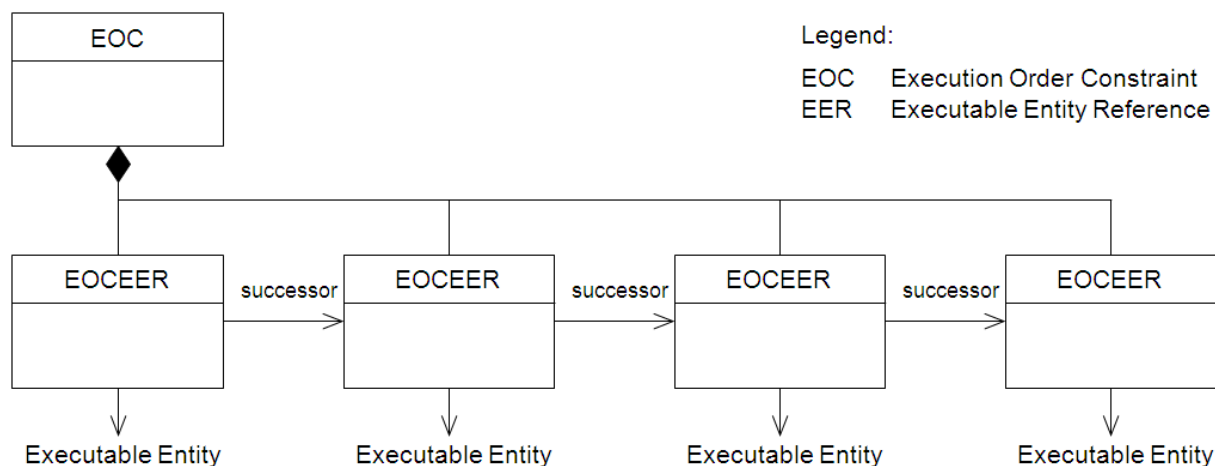 EOC
Legend:
EOC Execution Order Constraint
EER Executable Entity Reference
EOCEER successor EOCEER successor EOCEER successor EOCEER
Executable Entity Executable Entity Executable Entity Executable Entity